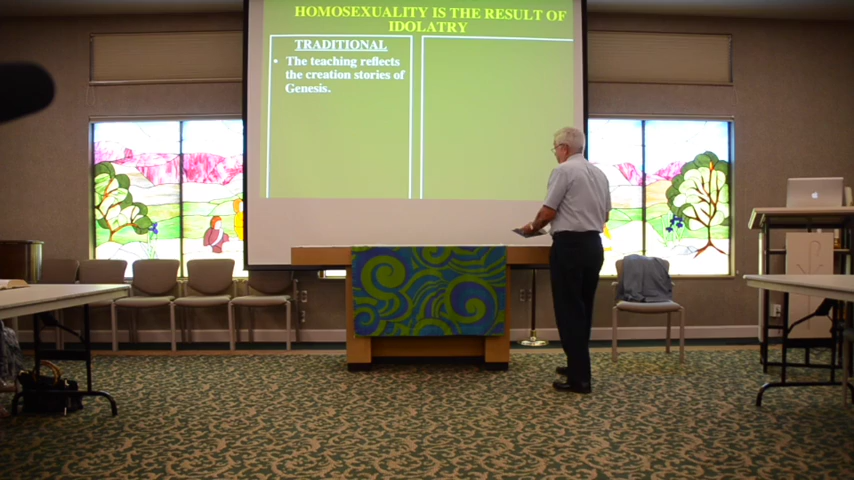 HOMOSEXUALITY IS THE RESULT OF
IDOLATRY
TRADITIONAL
• The teaching reflects
the creation stories of
Genesis.